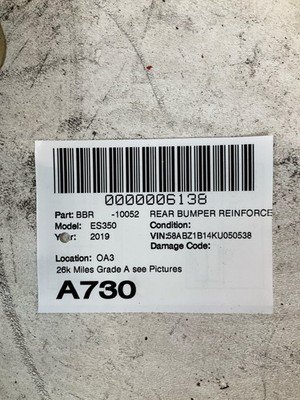 0000006138
Part: BBR -10052 REAR BUMPER REINFORCE
Model: ES350 Condition:
Year: 2019 VIN:58ABZ1B14KU050538
Damage Code:
Location: OA3
26k Miles Grade A see Pictures
A730